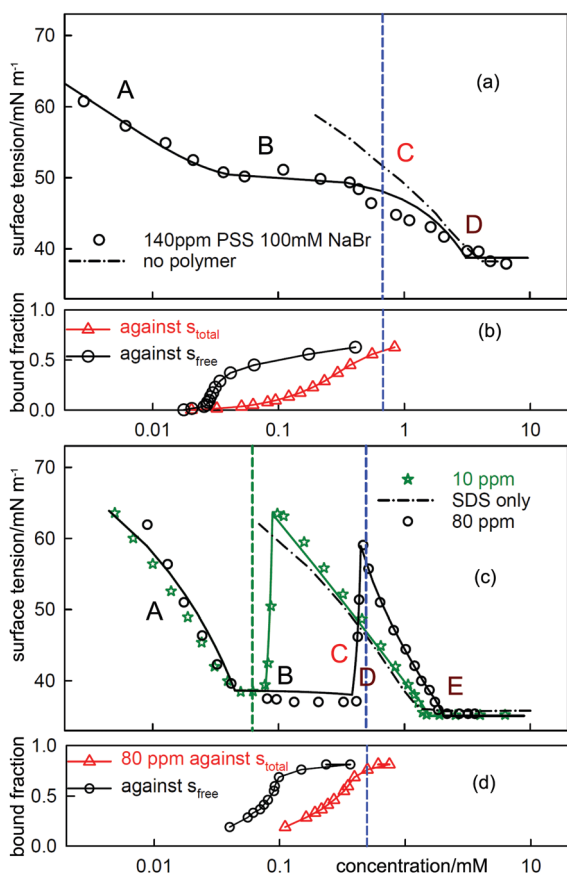 70
60
50
40
surface tension/mN m⁻¹
A
B
C
D
(a)
140ppm PSS 100mM NaBr
no polymer
1.0
0.5
0.0
bound fraction
against s_total
against s_free
(b)
0.01
0.1
1
10
70
60
50
40
surface tension/mN m⁻¹
10 ppm
SDS only
80 ppm
(c)
A
B
C
D
E
1.0
0.5
0.0
bound fraction
80 ppm against s_total
against s_free
(d)
0.01
0.1
concentration/mM
10